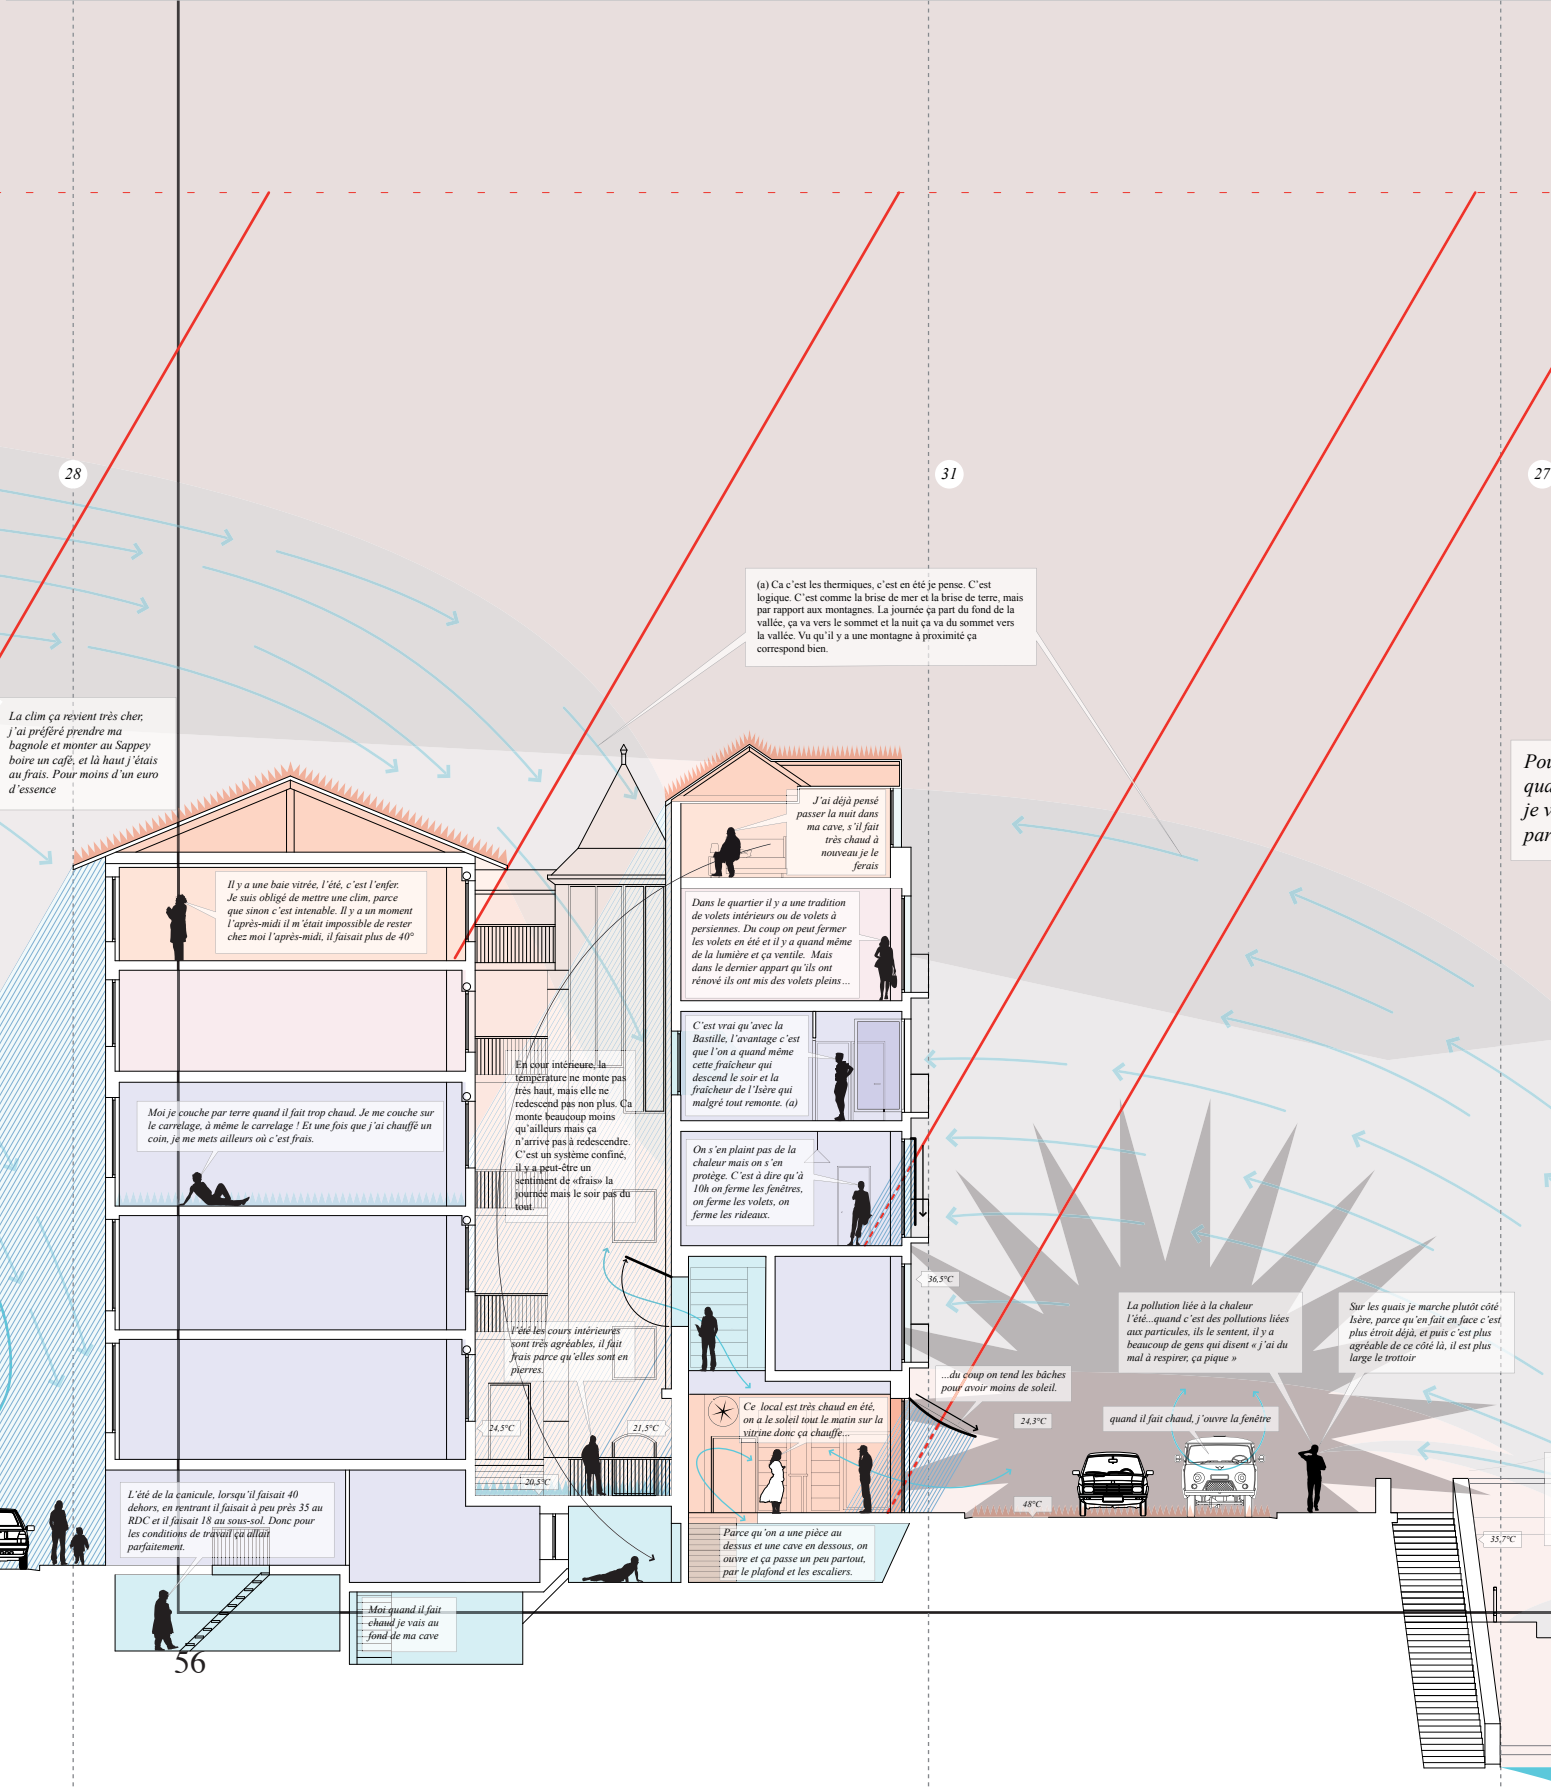 28
31
27
(a) Ca c'est les thermiques, c'est en été je pense. C'est
logique. C'est comme la brise de mer et la brise de terre, mais
par rapport aux montagnes. La journée ça part du fond de la
vallée, ça va vers le sommet et la nuit ça va du sommet vers
la vallée. Vu qu'il y a une montagne à proximité ça
correspond bien.
La clim ça revient très cher,
j'ai préféré prendre ma
bagnole et monter au Sappey
boire un café, et là haut j'étais
au frais. Pour moins d'un euro
d'essence
Pou
qua
je v
par
J'ai déjà pensé
passer la nuit dans
ma cave, s'il fait
très chaud à
nouveau je le
ferais
Il y a une baie vitrée, l'été, c'est l'enfer.
Je suis obligé de mettre une clim, parce
que sinon c'est intenable. Il y a un moment
l'après-midi il m'était impossible de rester
chez moi l'après-midi, il faisait plus de 40°
Dans le quartier il y a une tradition
de volets intérieurs ou de volets à
persiennes. Du coup on peut fermer
les volets en été et il y a quand même
de la lumière et ça ventile. Mais
dans le dernier appart qu'ils ont
rénové ils ont mis des volets pleins...
C'est vrai qu'avec la
Bastille, l'avantage c'est
que l'on a quand même
cette fraîcheur qui
descend le soir et la
fraîcheur de l'Isère qui
malgré tout remonte. (a)
En cour intérieure, la
température ne monte pas
très haut, mais elle ne
redescend pas non plus. Ca
monte beaucoup moins
qu'ailleurs mais ça
n'arrive pas à redescendre.
C'est un système confiné,
il y a peut-être un
sentiment de «frais» la
journée mais le soir pas du
tout.
Moi je couche par terre quand il fait trop chaud. Je me couche sur
le carrelage, à même le carrelage ! Et une fois que j'ai chauffé un
coin, je me mets ailleurs où c'est frais.
On s'en plaint pas de la
chaleur mais on s'en
protège. C'est à dire qu'à
10h on ferme les fenêtres,
on ferme les volets, on
ferme les rideaux.
36,5°C
La pollution liée à la chaleur
l'été...quand c'est des pollutions liées
aux particules, ils le sentent, il y a
beaucoup de gens qui disent « j'ai du
mal à respirer, ça pique »
Sur les quais je marche plutôt côté
Isère, parce qu'en fait en face c'est
plus étroit déjà, et puis c'est plus
agréable de ce côté là, il est plus
large le trottoir
l'été les cours intérieures
sont très agréables, il fait
frais parce qu'elles sont en
pierres.
...du coup on tend les bâches
pour avoir moins de soleil.
Ce local est très chaud en été,
on a le soleil tout le matin sur la
vitrine donc ça chauffe...
24,5°C
21,5°C
24,3°C
quand il fait chaud, j'ouvre la fenêtre
20,5°C
48°C
L'été de la canicule, lorsqu'il faisait 40
dehors, en rentrant il faisait à peu près 35 au
RDC et il faisait 18 au sous-sol. Donc pour
les conditions de travail ça allait
parfaitement.
Parce qu'on a une pièce au
dessus et une cave en dessous, on
ouvre et ça passe un peu partout,
par le plafond et les escaliers.
35,7°C
Moi quand il fait
chaud je vais au
fond de ma cave
56